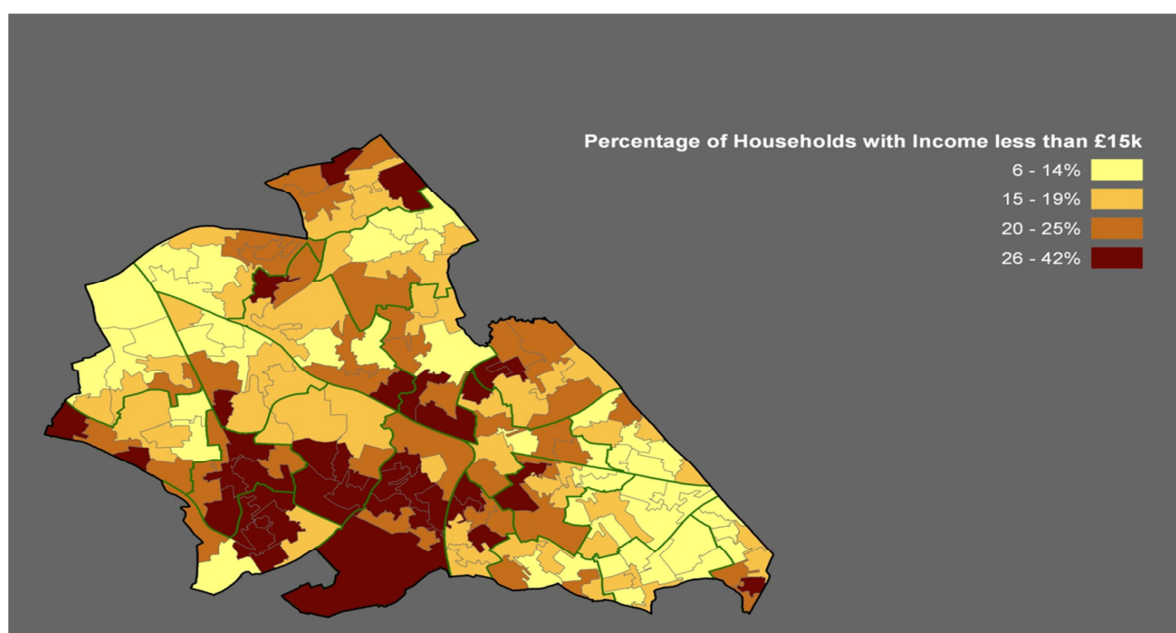 Percentage of Households with Income less than £15k
6 - 14%
15 - 19%
20 - 25%
26 - 42%